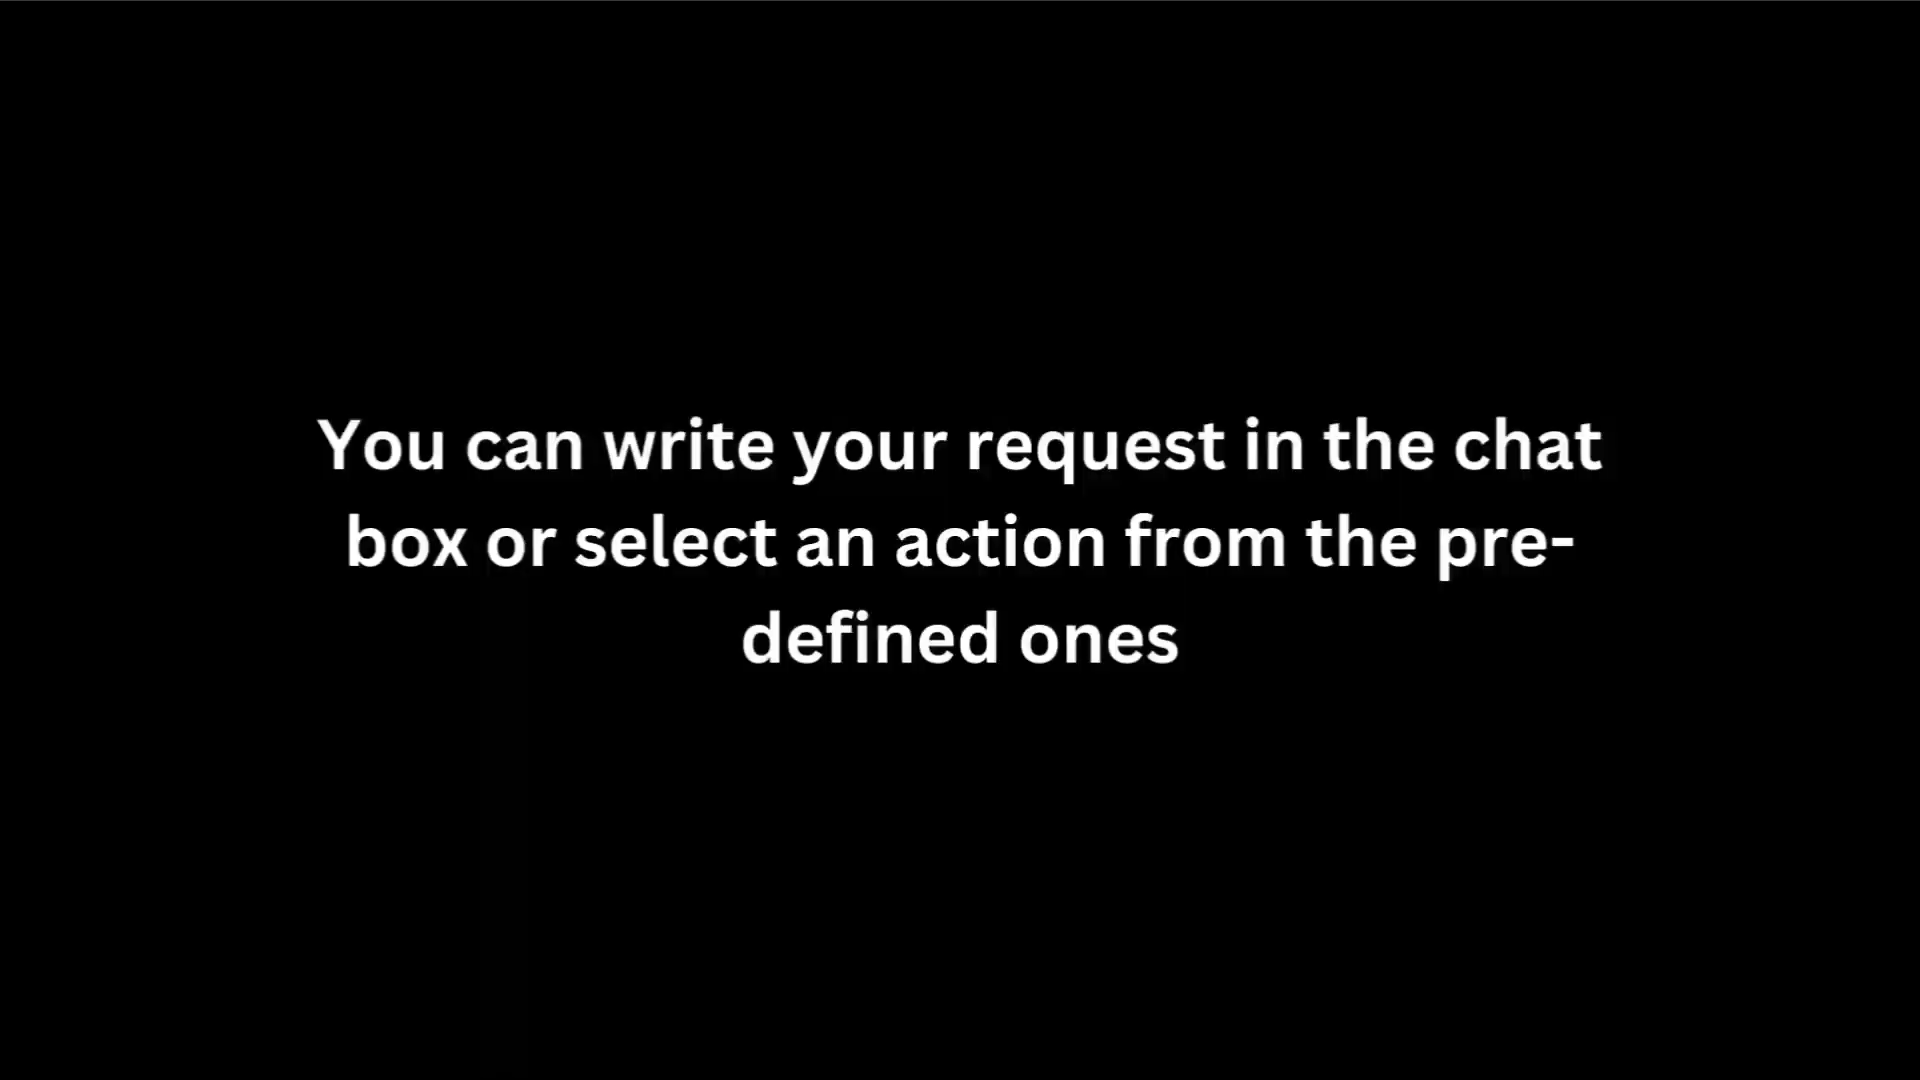 You can write your request in the chat
box or select an action from the pre-
defined ones